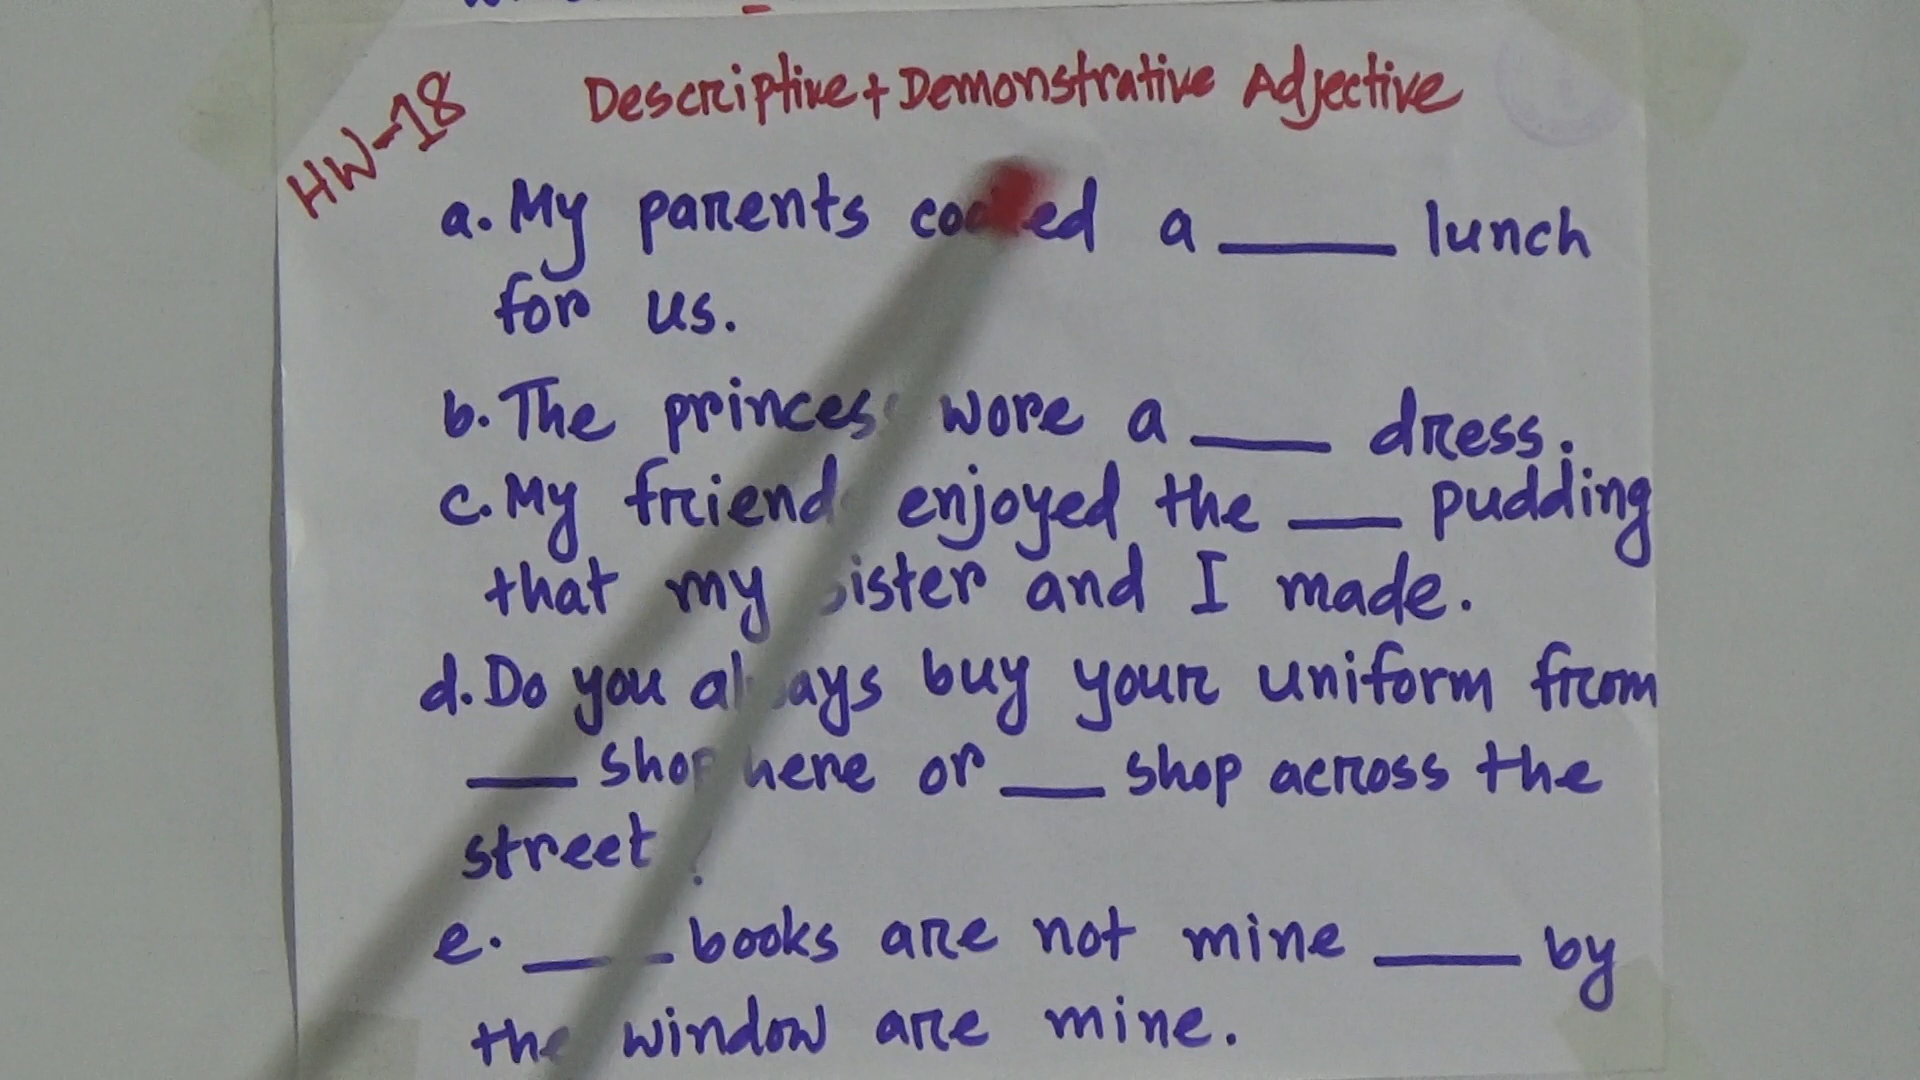 HW-18
Descriptive + Demonstrative Adjective
a. My parents cooked a ____ lunch
for us.
b. The princess wore a ____ dress.
c. My friends enjoyed the ____ pudding
that my sister and I made.
d. Do you always buy your uniform from
____ shop here or ____ shop across the
street?
e. ____ books are not mine ____ by
the window are mine.